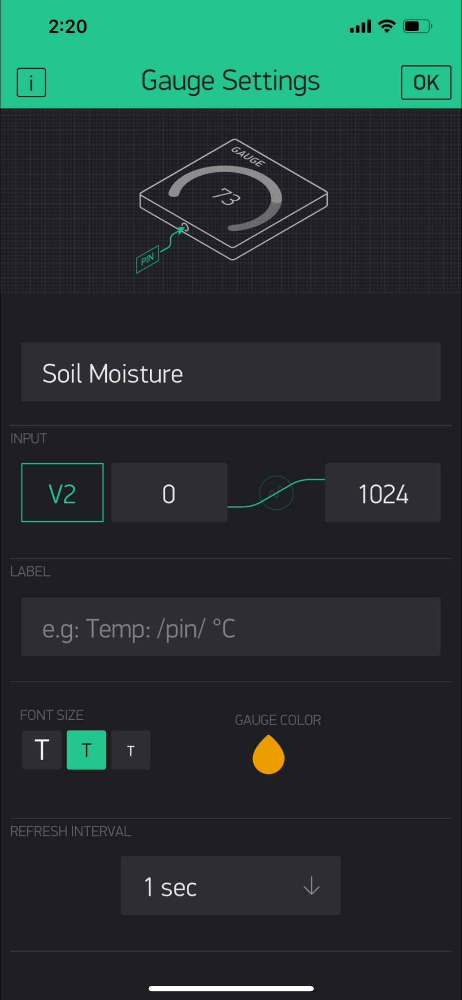 2:20
i
Gauge Settings
OK
GAUGE
73
PIN
Soil Moisture
INPUT
V2
0
1024
LABEL
e.g: Temp: /pin/ °C
FONT SIZE
GAUGE COLOR
T T T
REFRESH INTERVAL
1 sec